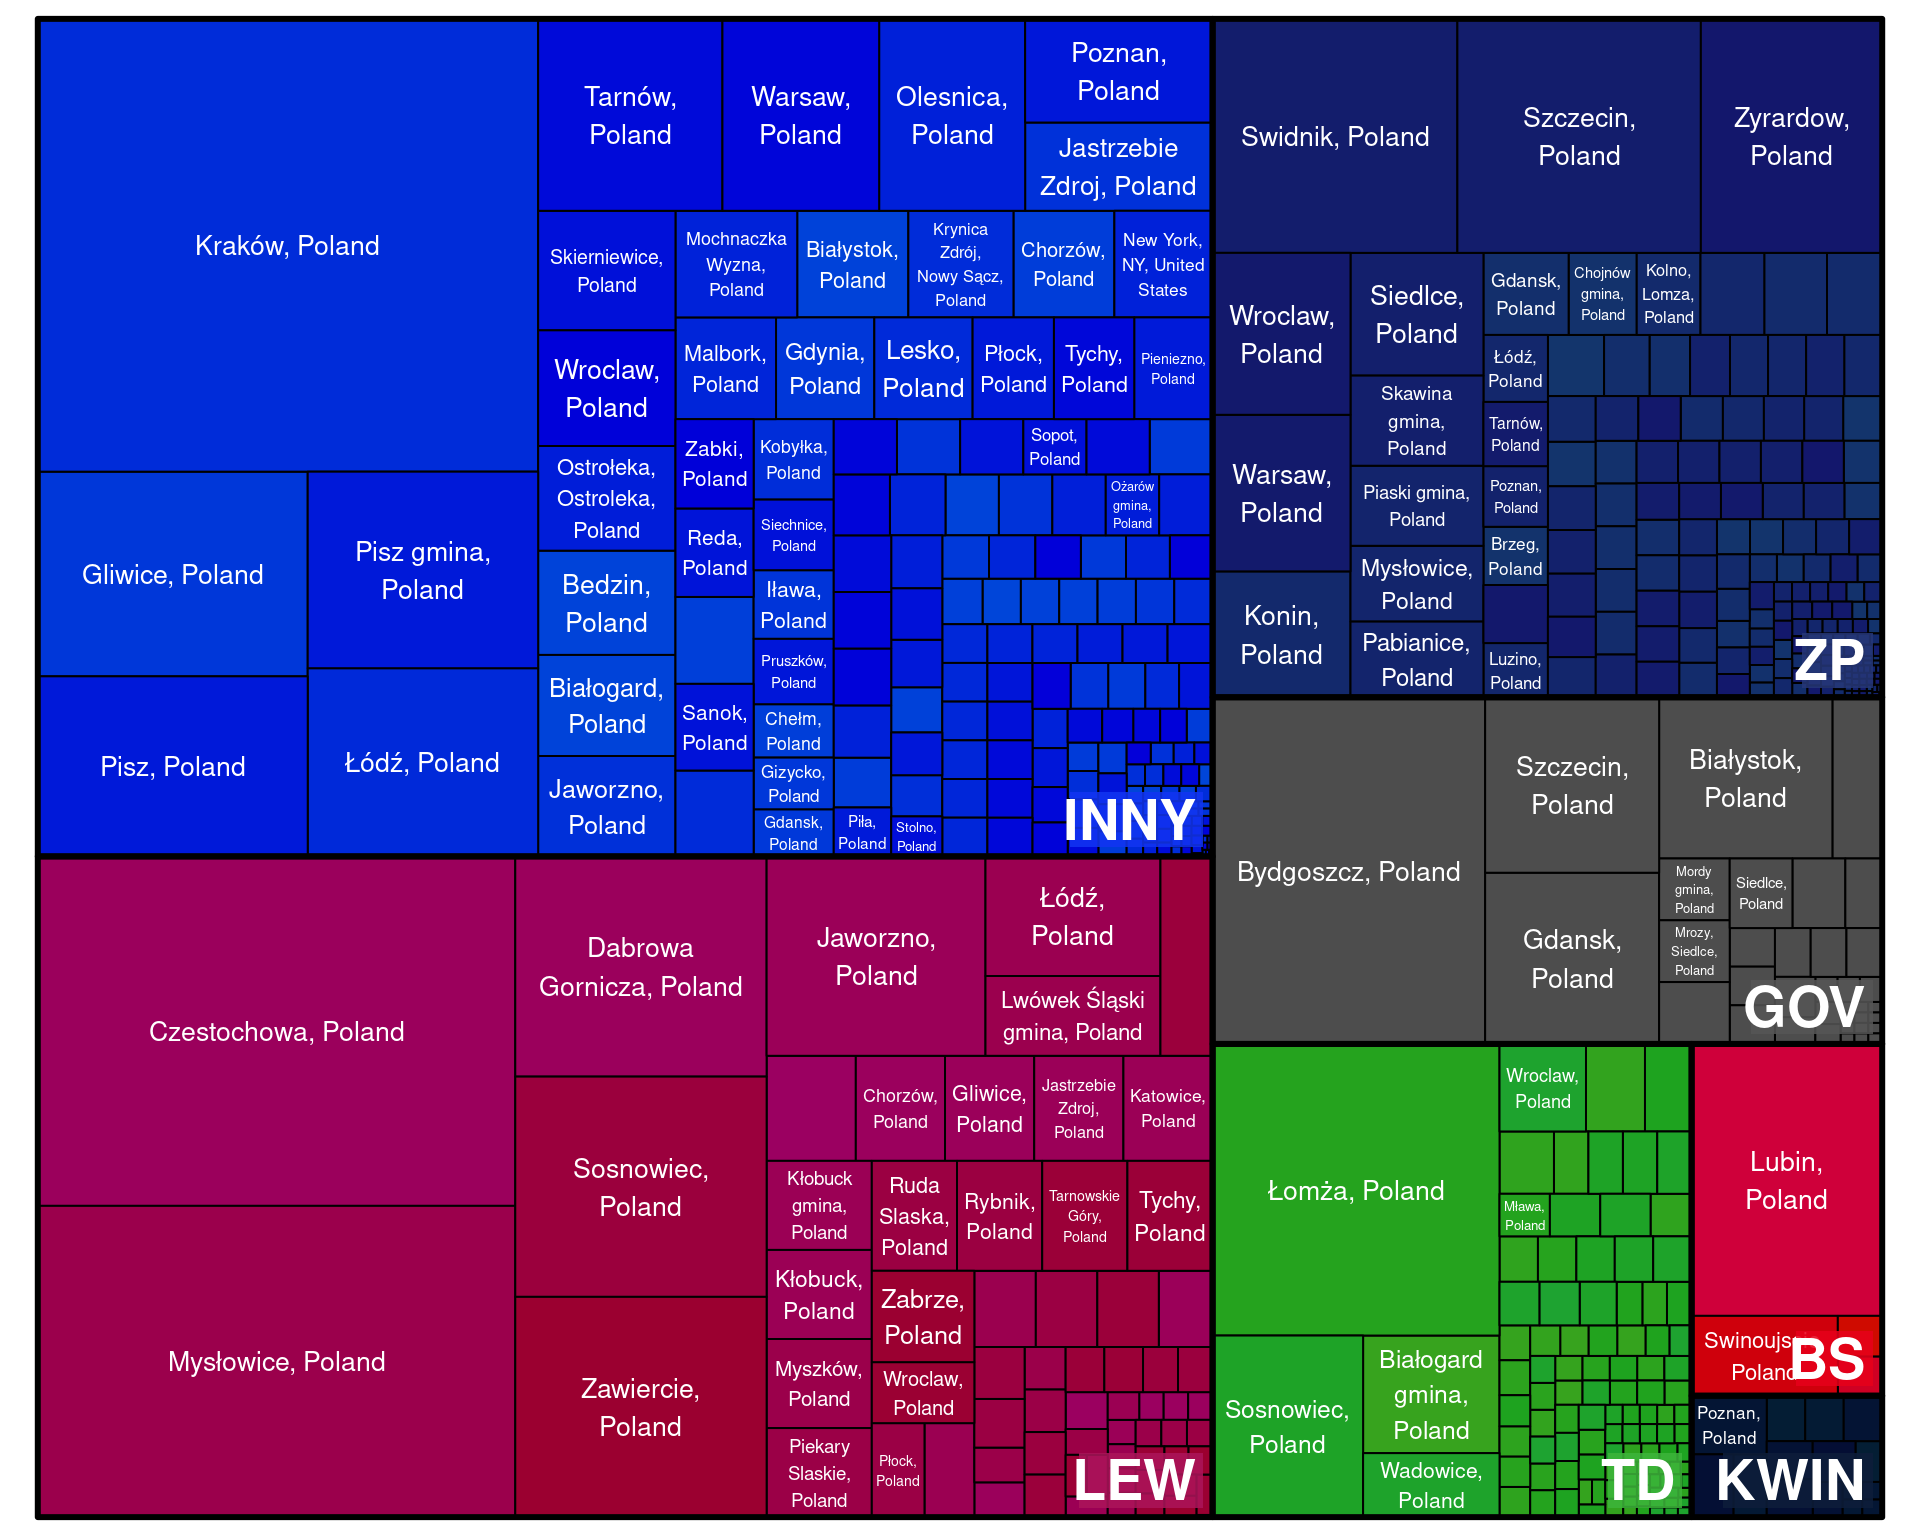 Kraków, Poland
Gliwice, Poland
Pisz gmina,
Poland
Pisz, Poland
Łódź, Poland
Tarnów,
Poland
Warsaw,
Poland
Olesnica,
Poland
Poznan,
Poland
Jastrzebie
Zdroj, Poland
Skierniewice,
Poland
Mochnaczka
Wyzna,
Poland
Białystok,
Poland
Krynica
Zdrój,
Nowy Sącz,
Poland
Chorzów,
Poland
New York,
NY, United
States
Wroclaw,
Poland
Malbork,
Poland
Gdynia,
Poland
Lesko,
Poland
Płock,
Poland
Tychy,
Poland
Pieniezno,
Poland
Ostrołeka,
Ostroleka,
Poland
Zabki,
Poland
Kobyłka,
Poland
Sopot,
Poland
Ożarów
gmina,
Poland
Siechnice,
Poland
Reda,
Poland
Bedzin,
Poland
Iława,
Poland
Białogard,
Poland
Pruszków,
Poland
Sanok,
Poland
Chełm,
Poland
Jaworzno,
Poland
Gizycko,
Poland
Gdansk,
Poland
Piła,
Poland
Stolno,
Poland
INNY
Swidnik, Poland
Szczecin,
Poland
Zyrardow,
Poland
Wroclaw,
Poland
Siedlce,
Poland
Gdansk,
Poland
Chojnów
gmina,
Poland
Kolno,
Lomza,
Poland
Łódź,
Poland
Skawina
gmina,
Poland
Tarnów,
Poland
Warsaw,
Poland
Piaski gmina,
Poland
Poznan,
Poland
Brzeg,
Poland
Mysłowice,
Poland
Konin,
Poland
Pabianice,
Poland
Luzino,
Poland
ZP
Bydgoszcz, Poland
Szczecin,
Poland
Białystok,
Poland
Gdansk,
Poland
Mordy
gmina,
Poland
Siedlce,
Poland
Mrozy,
Siedlce,
Poland
GOV
Czestochowa, Poland
Mysłowice, Poland
Dabrowa
Gornicza, Poland
Sosnowiec,
Poland
Zawiercie,
Poland
Jaworzno,
Poland
Łódź,
Poland
Lwówek Śląski
gmina, Poland
Chorzów,
Poland
Gliwice,
Poland
Jastrzebie
Zdroj,
Poland
Katowice,
Poland
Kłobuck
gmina,
Poland
Ruda
Slaska,
Poland
Rybnik,
Poland
Tarnowskie
Góry,
Poland
Tychy,
Poland
Kłobuck,
Poland
Zabrze,
Poland
Myszków,
Poland
Wroclaw,
Poland
Piekary
Slaskie,
Poland
Płock,
Poland
LEW
Łomża, Poland
Wroclaw,
Poland
Mława,
Poland
Sosnowiec,
Poland
Białogard
gmina,
Poland
Wadowice,
Poland
TD
Lubin,
Poland
Poland
BS
Poznan,
Poland
KWIN